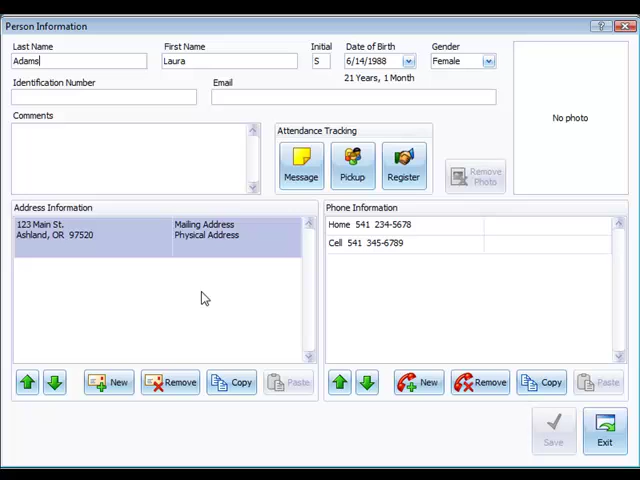 Person Information
Last Name First Name Initial Date of Birth Gender
Adams Laura S 6/14/1988 Female
21 Years, 1 Month
Identification Number Email
No photo
Comments
Attendance Tracking
Message Pickup Register
Remove Photo
Address Information Phone Information
123 Main St. Mailing Address
Ashland, OR 97520 Physical Address
Home 541 234-5678
Cell 541 345-6789
New Remove Copy Paste New Remove Copy Paste
Save Exit